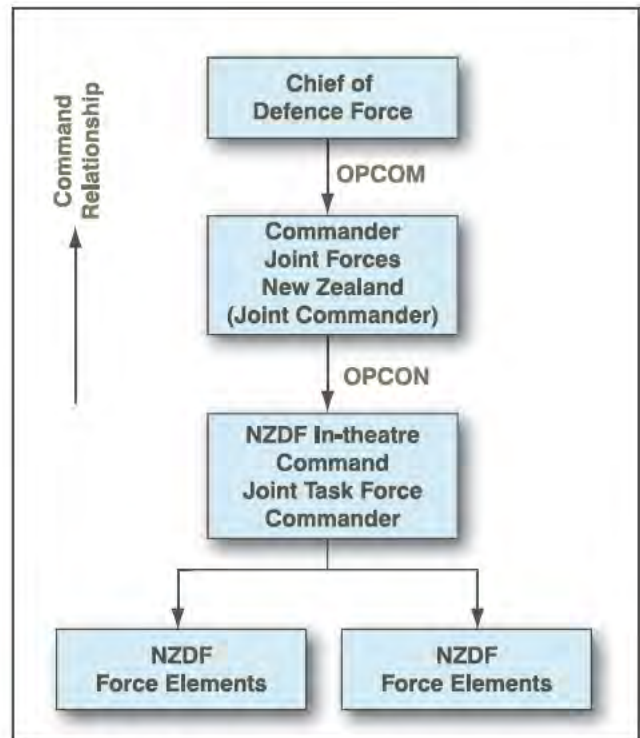 Chief of
Defence Force
Command
Relationship
OPCOM
Commander
Joint Forces
New Zealand
(Joint Commander)
OPCON
NZDF In-theatre
Command
Joint Task Force
Commander
NZDF
Force Elements
NZDF
Force Elements